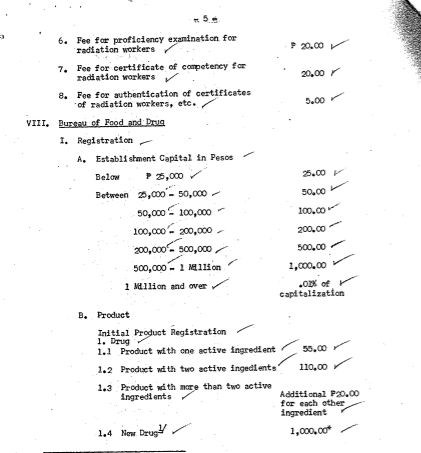 - 5 -
6. Fee for proficiency examination for
radiation workers ₱ 20.00
7. Fee for certificate of competency for
radiation workers 20.00
8. Fee for authentication of certificates
of radiation workers, etc. 5.00
VIII. Bureau of Food and Drug
I. Registration
A. Establishment Capital in Pesos
Below ₱ 25,000 25.00
Between 25,000 - 50,000 50.00
50,000 - 100,000 100.00
100,000 - 200,000 200.00
200,000 - 500,000 500.00
500,000 - 1 Million 1,000.00
1 Million and over .01% of
capitalization
B. Product
Initial Product Registration
1. Drug
1.1 Product with one active ingredient 55.00
1.2 Product with two active ingedients 110.00
1.3 Product with more than two active
ingredients Additional ₱20.00
for each other
ingredient
1.4 New Drug1/ 1,000.00*